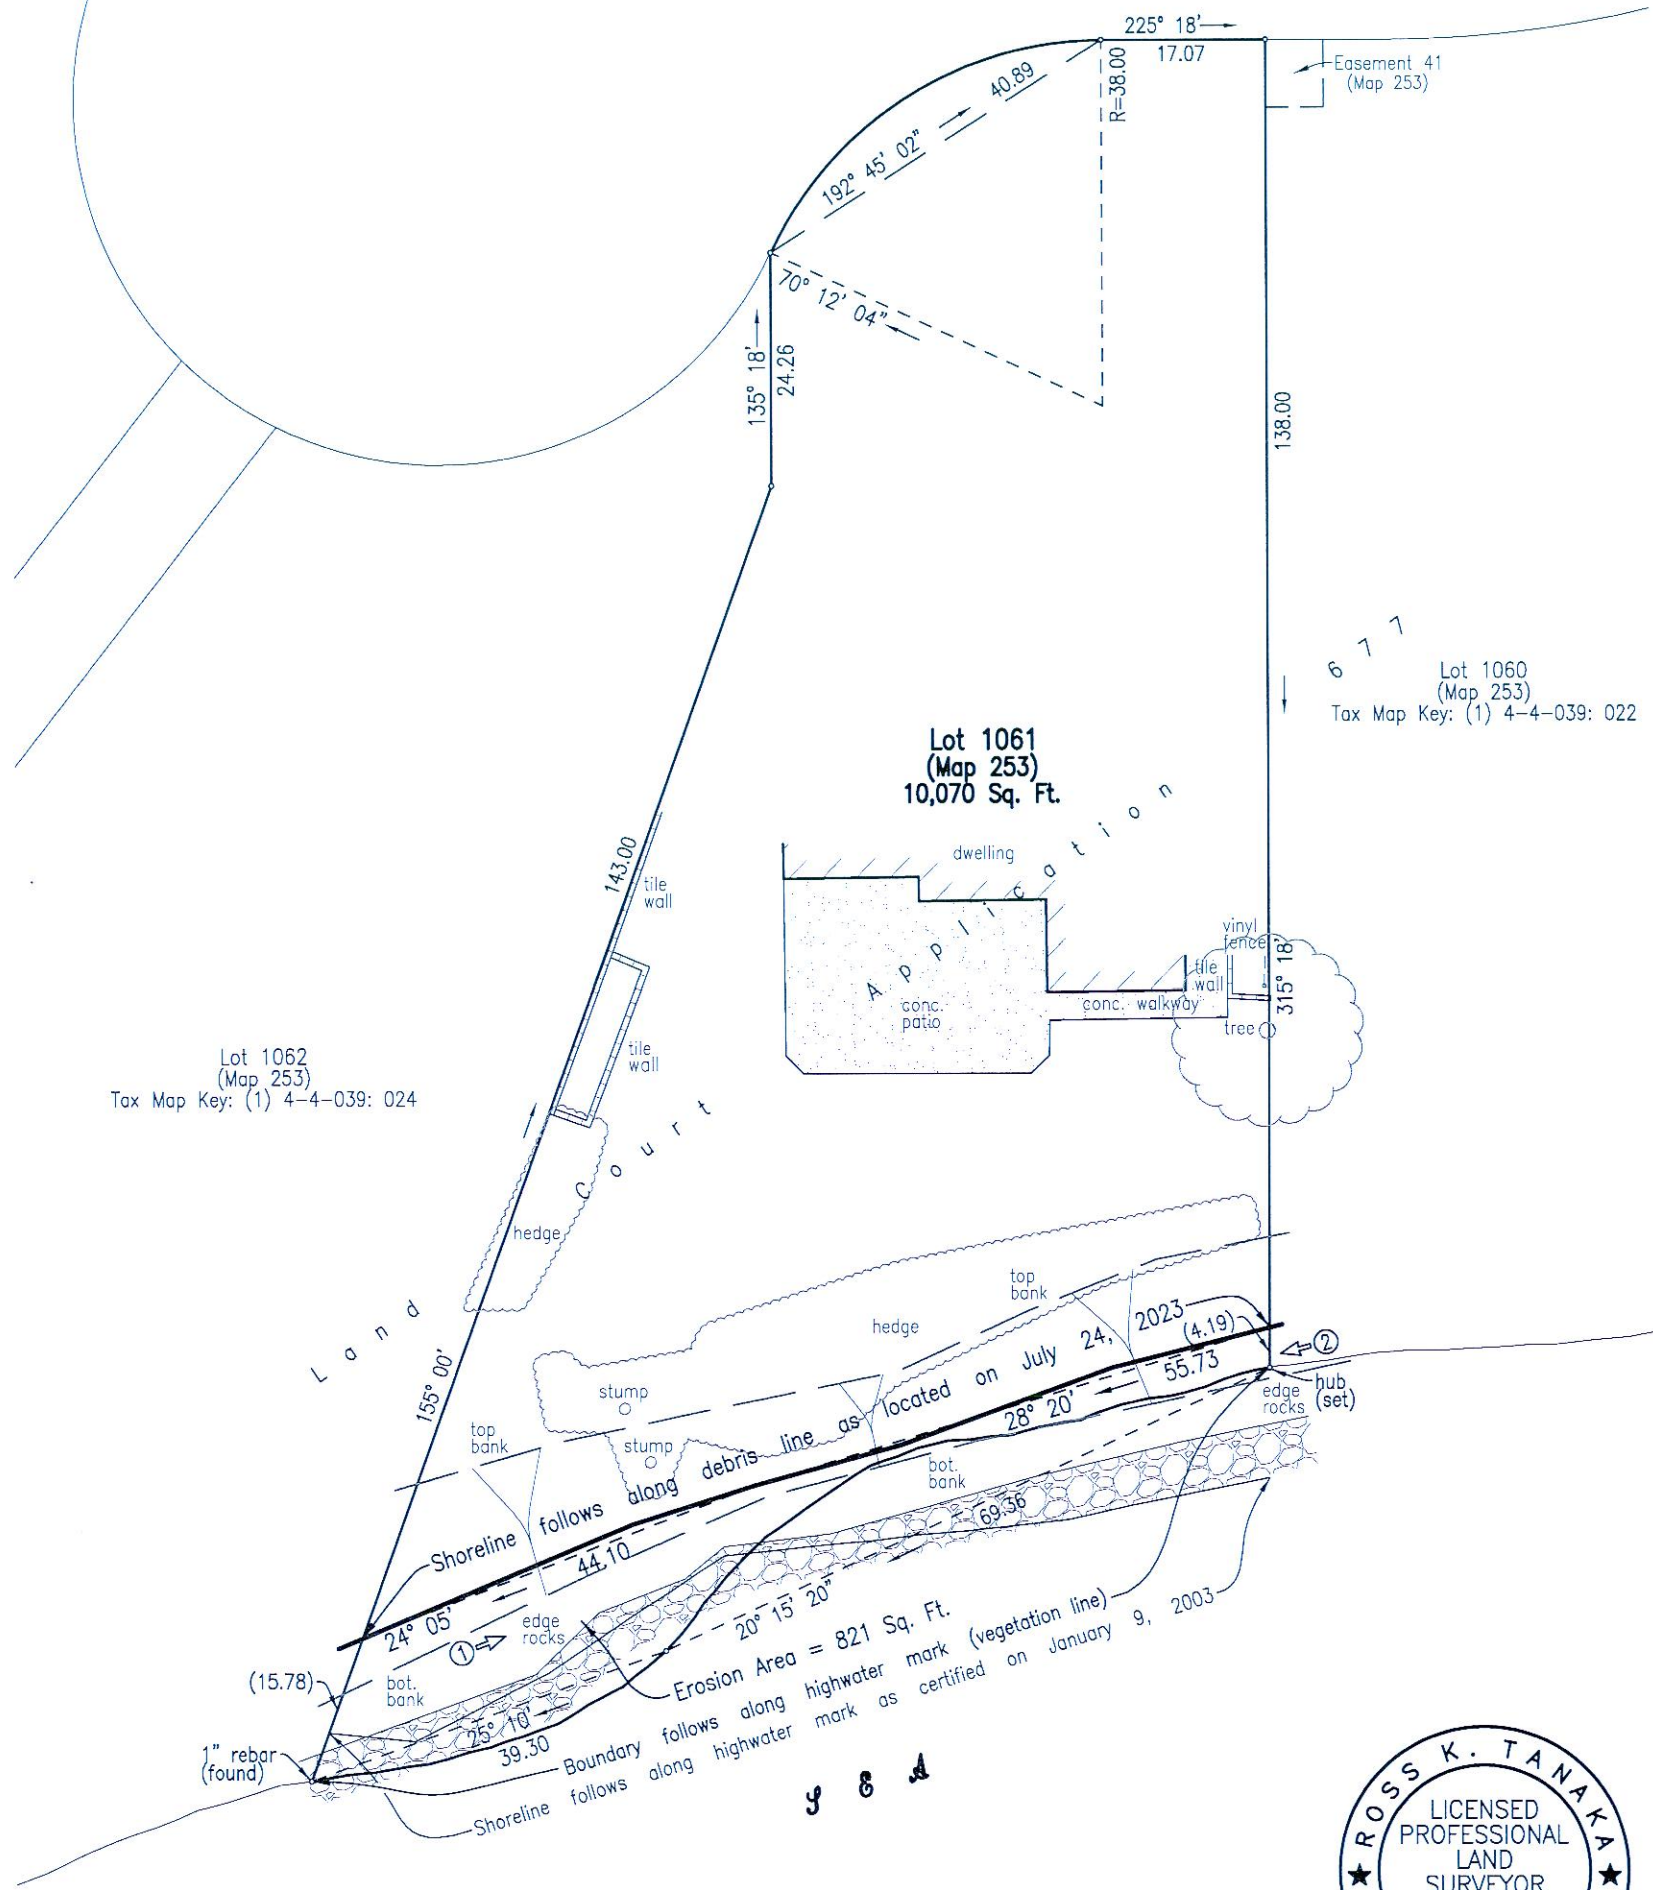 225° 18'
17.07
Easement 41
(Map 253)
40.89
R=38.00
192° 45' 02"
70° 12' 04"
135° 18'
24.26
138.00
6 7 7
Lot 1060
(Map 253)
Tax Map Key: (1) 4-4-039: 022
Lot 1061
(Map 253)
10,070 Sq. Ft.
Application
dwelling
143.00
tile
wall
vinyl
fence
tile
wall
315° 18'
conc.
patio
conc. walkway
tree
tile
wall
Lot 1062
(Map 253)
Tax Map Key: (1) 4-4-039: 024
Court
hedge
Land
155° 00'
top
bank
hedge
stump
stump
top
bank
Shoreline follows along debris line as located on July 24, 2023
(4.19)
②
55.73
28° 20'
hub
(set)
edge
rocks
bot.
bank
69.36
44.10
24° 05'
①
edge
rocks
20° 15' 20"
(15.78)
bot.
bank
25° 10'
39.30
1" rebar
(found)
Erosion Area = 821 Sq. Ft.
Boundary follows along highwater mark (vegetation line)
Shoreline follows along highwater mark as certified on January 9, 2003
SEA
★ ROSS K. TANAKA ★
LICENSED
PROFESSIONAL
LAND
SURVEYOR